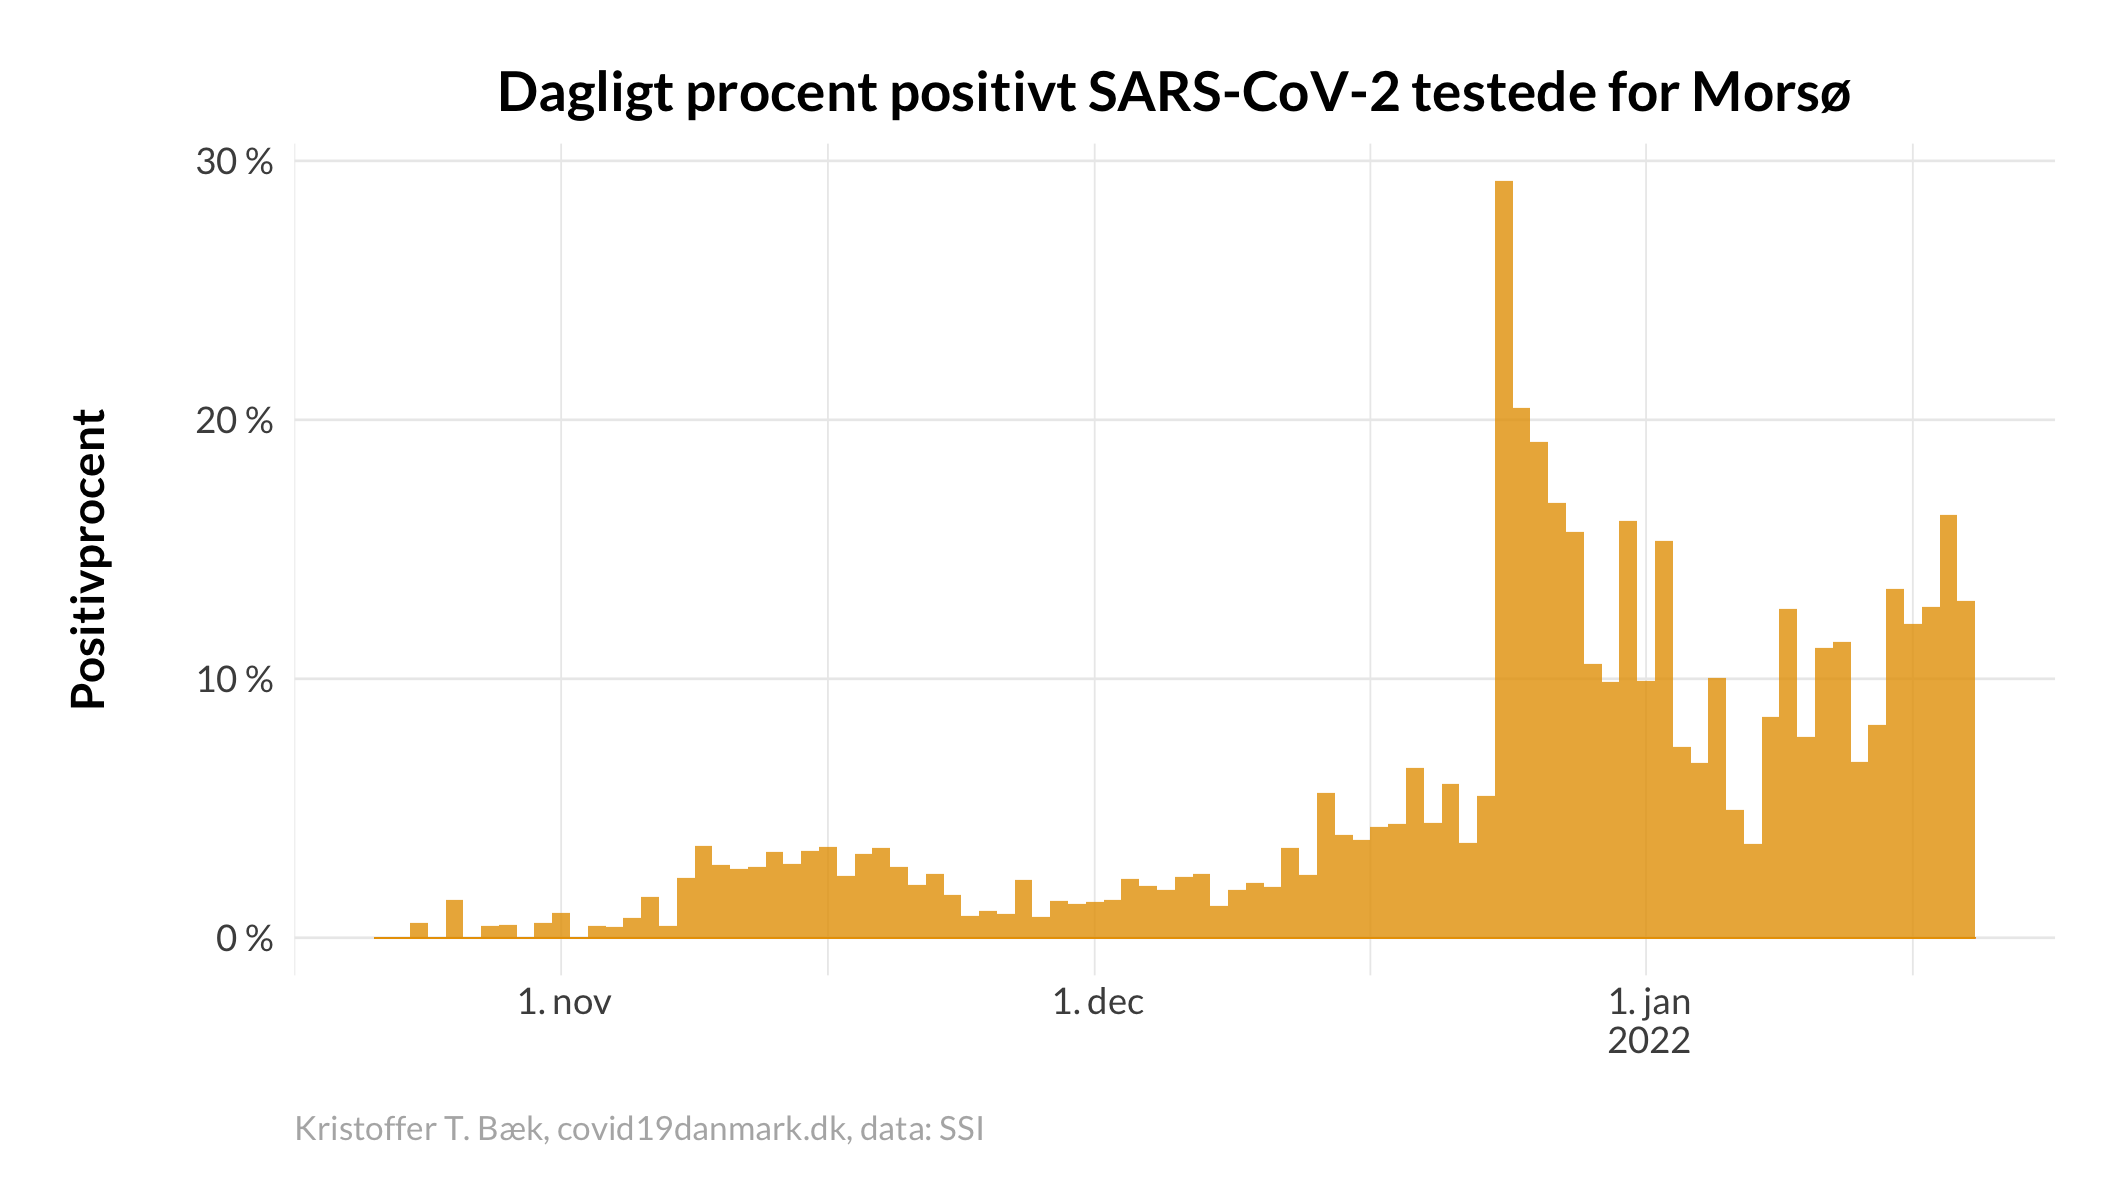 Dagligt procent positivt SARS-CoV-2 testede for Morsø
Positivprocent
30 %
20 %
10 %
0 %
1. nov
1. dec
1. jan
2022
Kristoffer T. Bæk, covid19danmark.dk, data: SSI